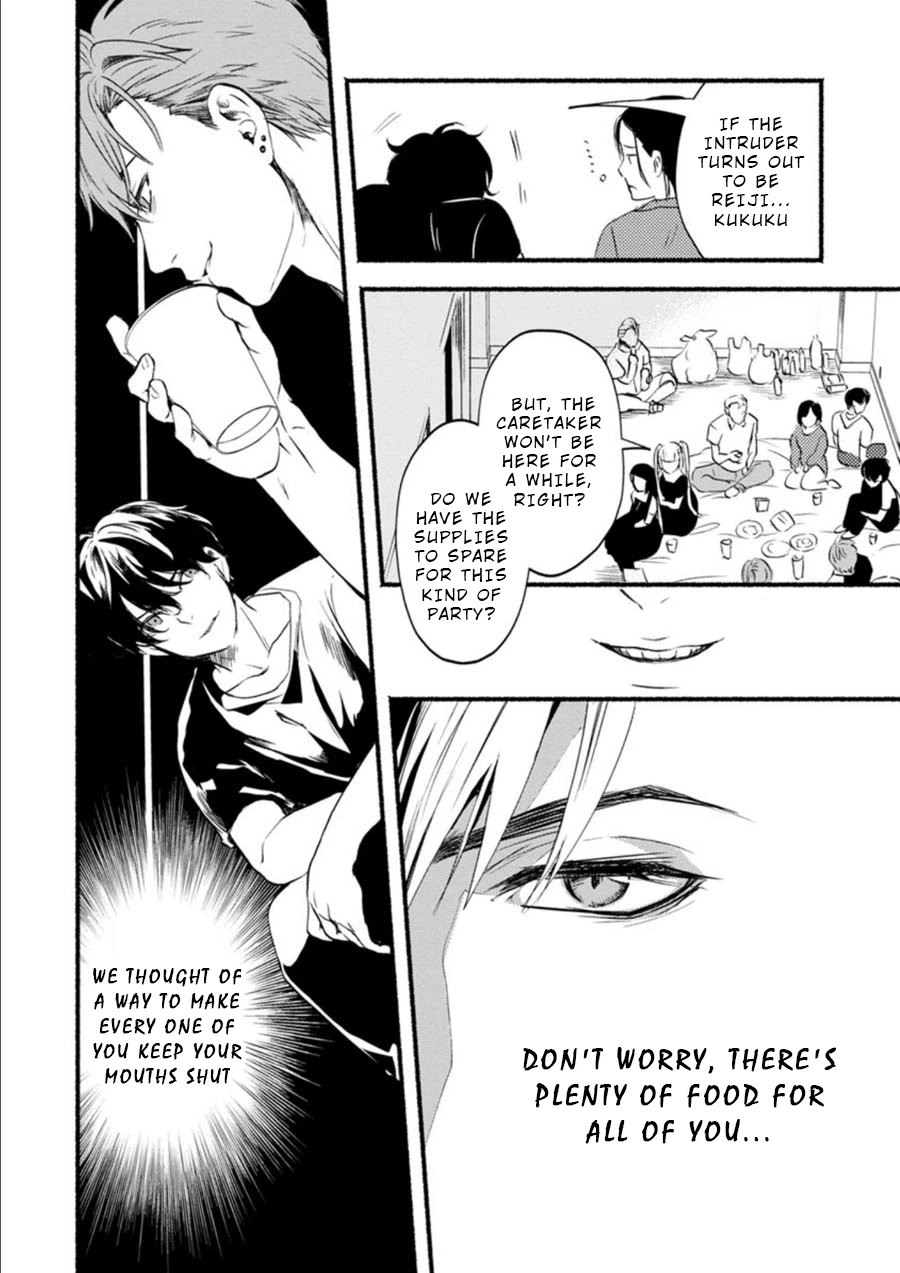 IF THE
INTRUDER
TURNS OUT
TO BE
REIJI...
KUKUKU
BUT, THE
CARETAKER
WON'T BE
HERE FOR
A WHILE,
RIGHT?
DO WE
HAVE THE
SUPPLIES
TO SPARE
FOR THIS
KIND OF
PARTY?
DON'T WORRY, THERE'S
PLENTY OF FOOD FOR
ALL OF YOU...
WE THOUGHT OF
A WAY TO MAKE
EVERY ONE OF
YOU KEEP YOUR
MOUTHS SHUT